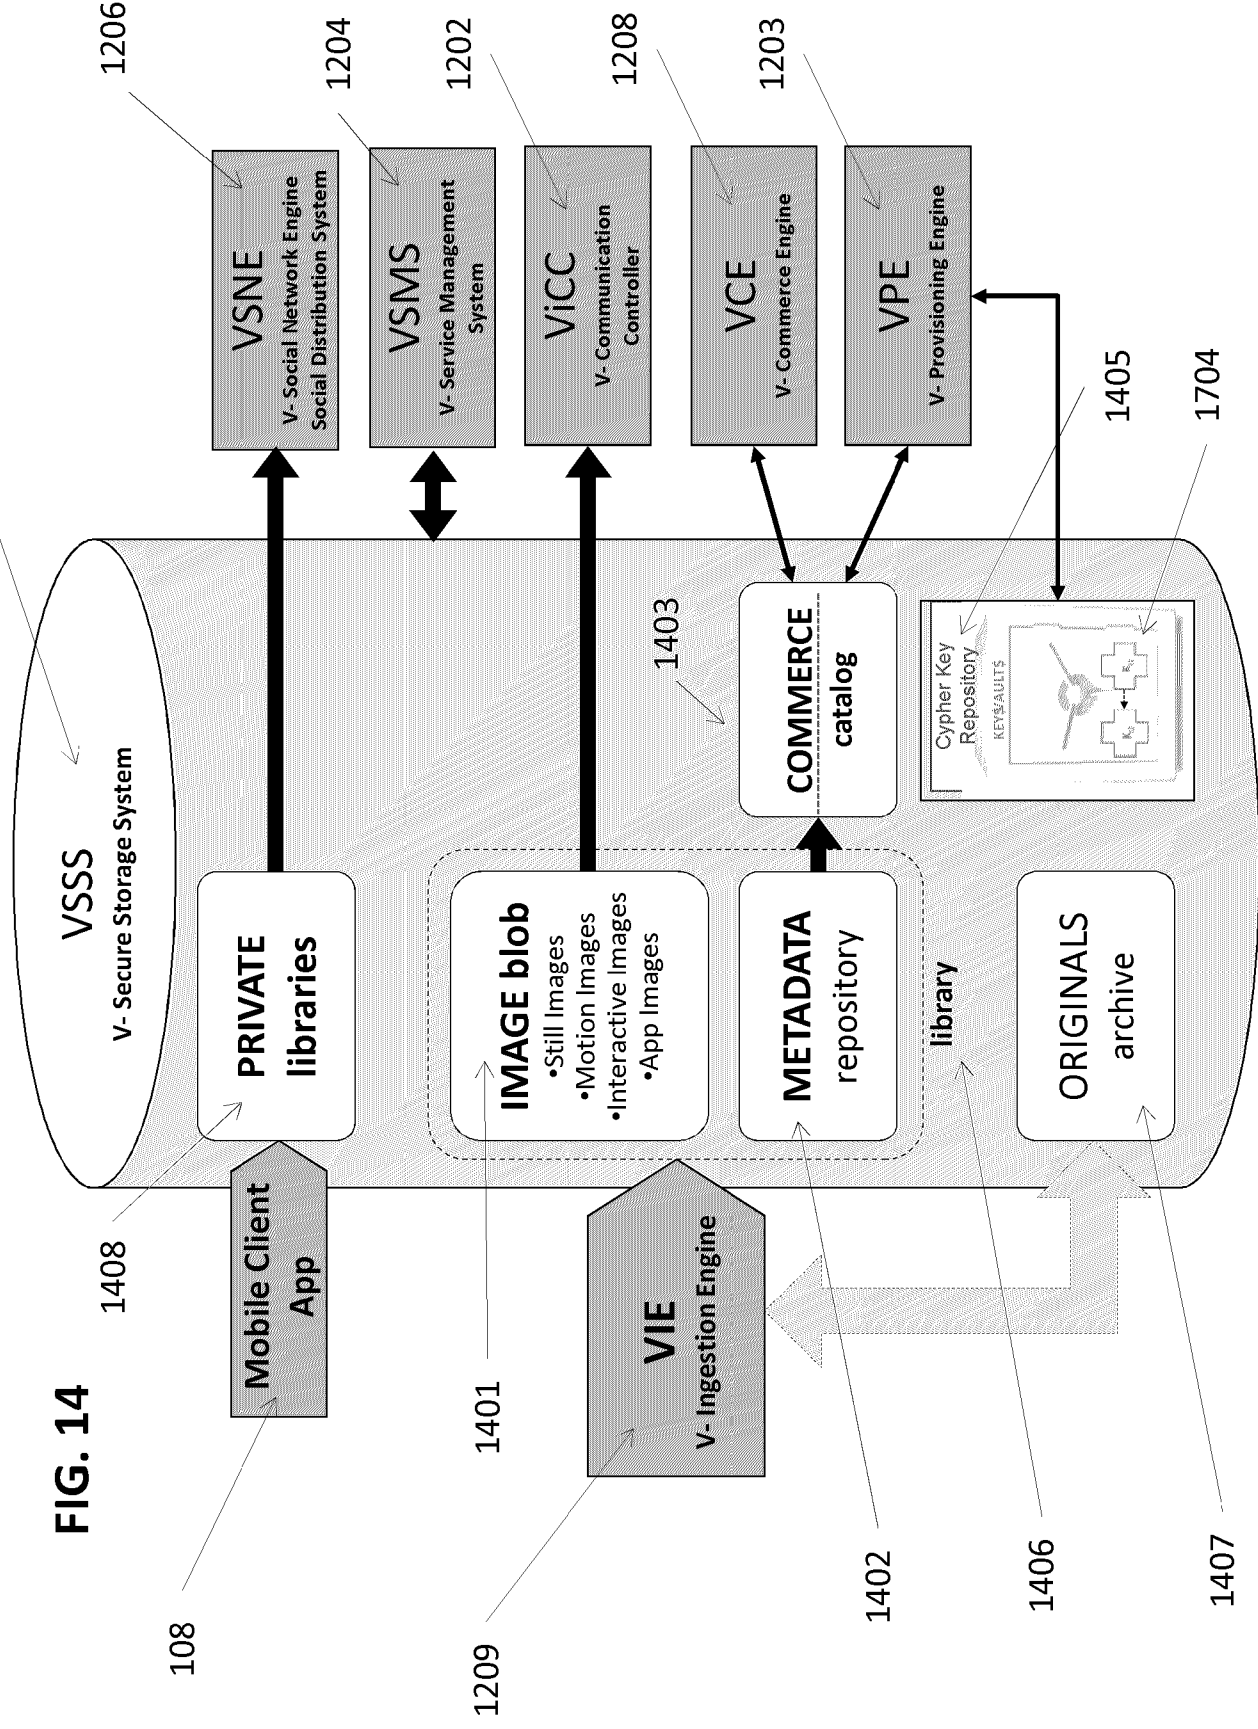 FIG. 14
VSSS
V- Secure Storage System
108
Mobile Client
App
1408
PRIVATE
libraries
VSNE
V- Social Network Engine
Social Distribution System
1206
VSMS
V- Service Management
System
1204
1401
IMAGE blob
•Still Images
•Motion Images
•Interactive Images
•App Images
ViCC
V- Communication
Controller
1202
1209
VIE
V- Ingestion Engine
METADATA
repository
1402
library
1406
1403
COMMERCE
catalog
VCE
V- Commerce Engine
1208
VPE
V- Provisioning Engine
1203
ORIGINALS
archive
1407
Cypher Key
Repository
1405
1704